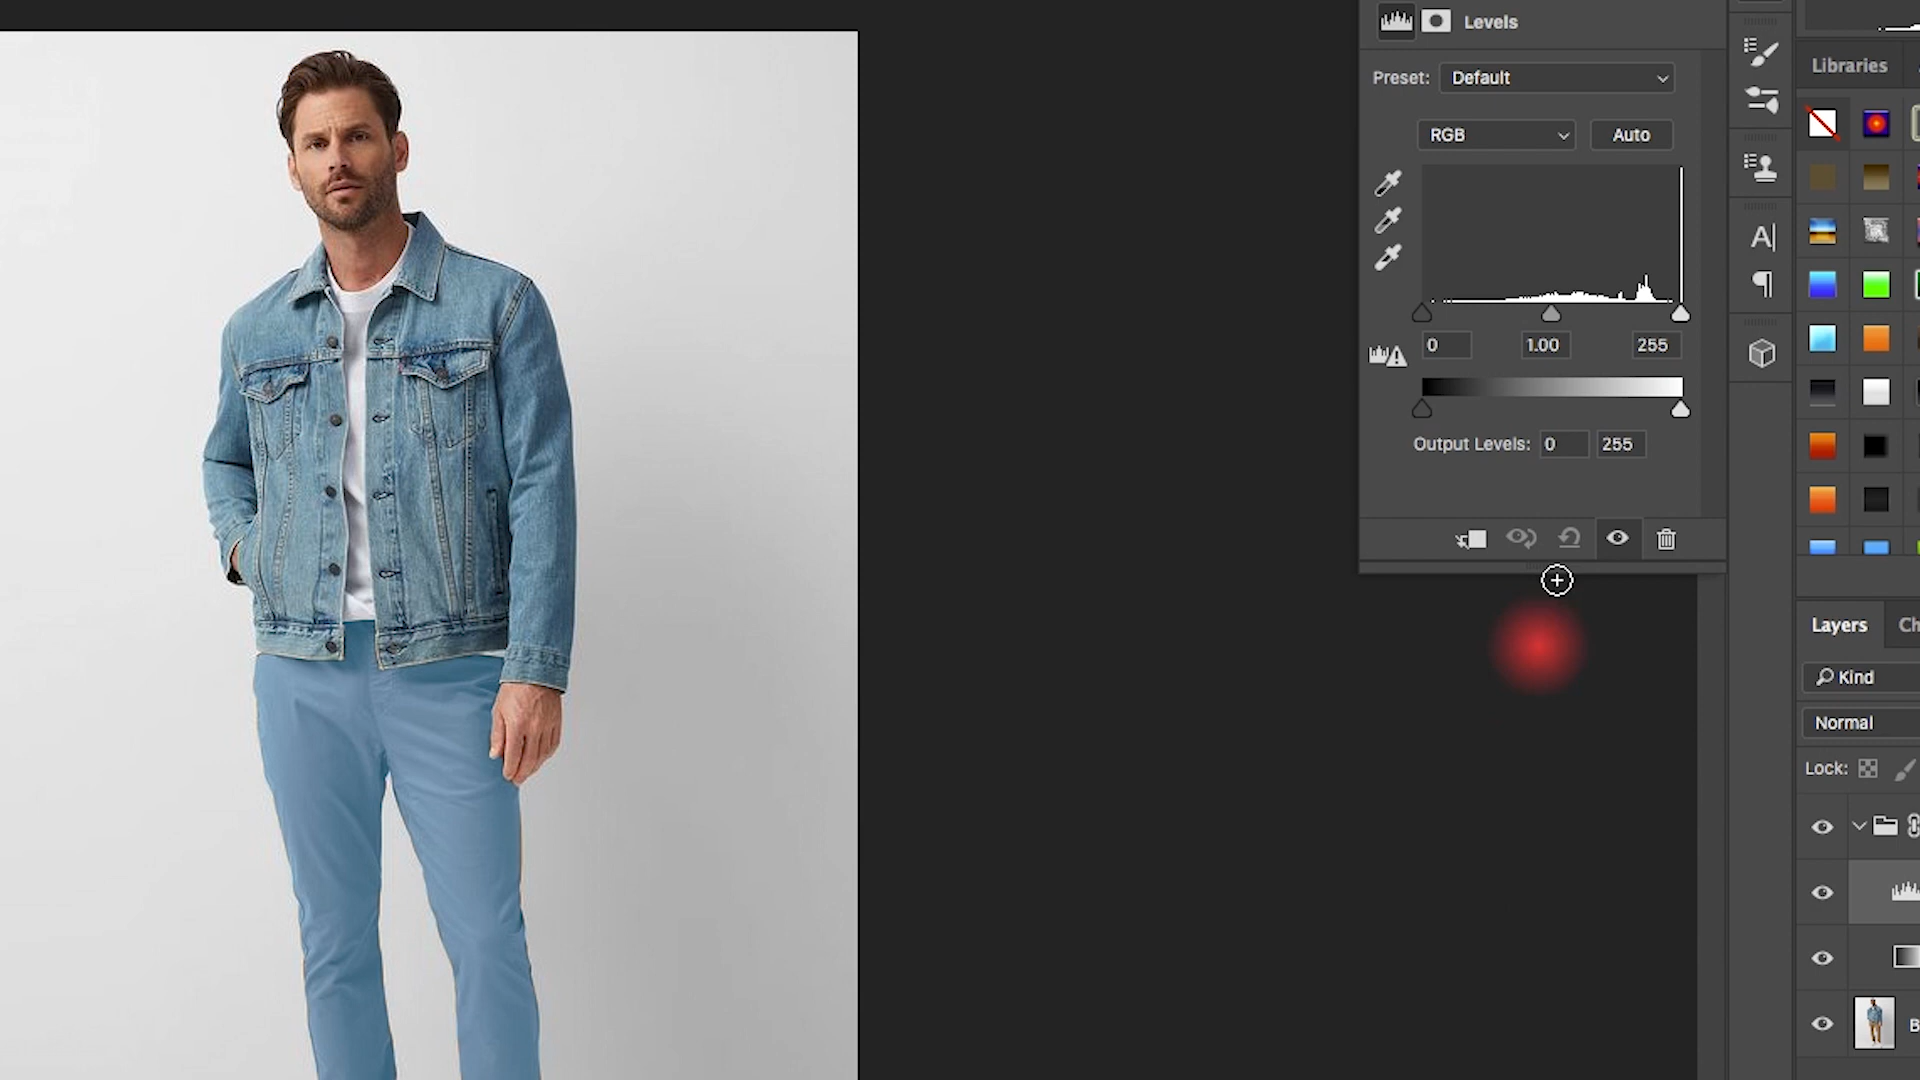 Levels
Preset: Default
RGB Auto
0 1.00 255
Output Levels: 0 255
Libraries
A
Layers Ch
Kind
Normal
Lock:
B